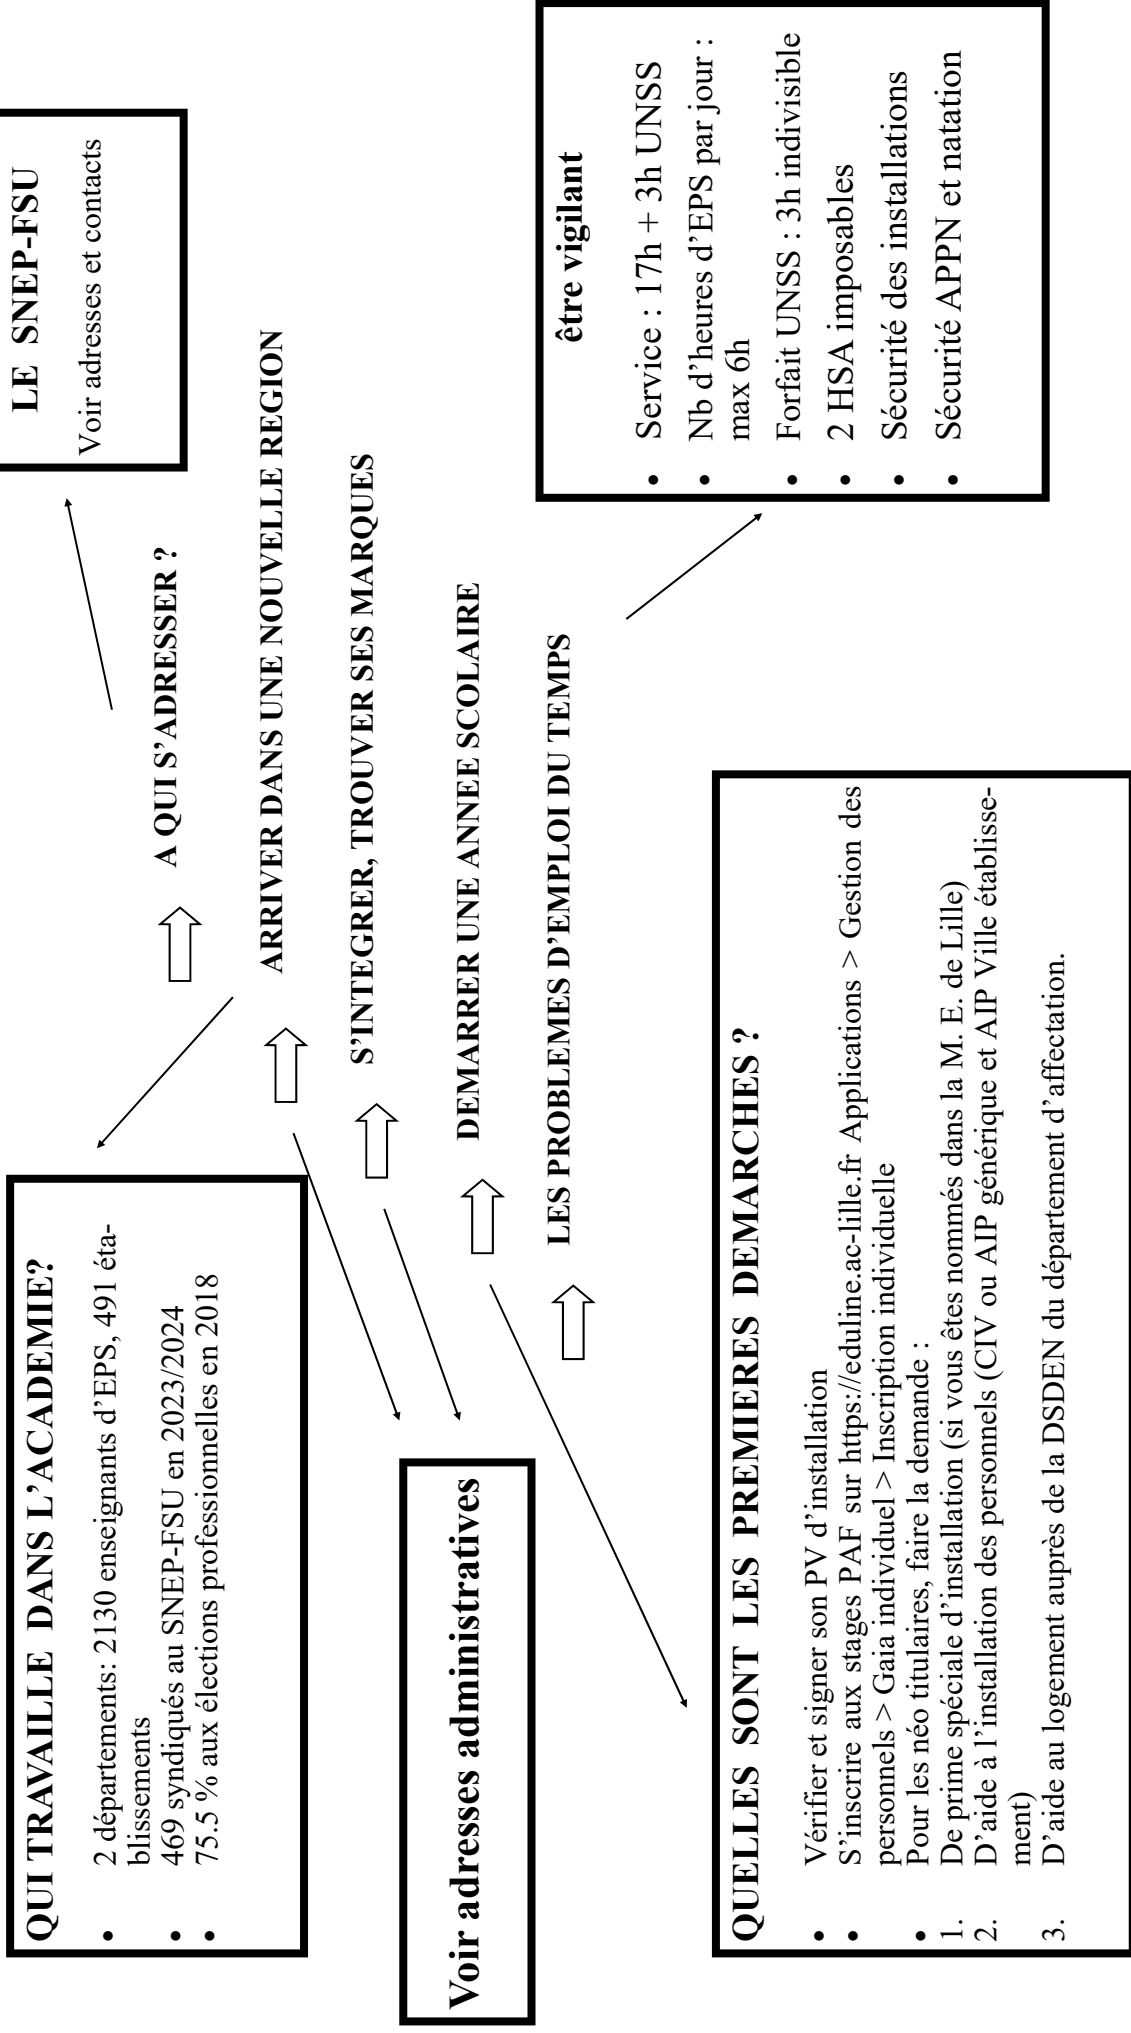 QUI TRAVAILLE DANS L'ACADEMIE?
• 2 départements: 2130 enseignants d'EPS, 491 éta-
blissements
• 469 syndiqués au SNEP-FSU en 2023/2024
• 75.5 % aux élections professionnelles en 2018
LE SNEP-FSU
Voir adresses et contacts
A QUI S'ADRESSER ?
ARRIVER DANS UNE NOUVELLE REGION
S'INTEGRER, TROUVER SES MARQUES
DEMARRER UNE ANNEE SCOLAIRE
LES PROBLEMES D'EMPLOI DU TEMPS
Voir adresses administratives
être vigilant
• Service : 17h + 3h UNSS
• Nb d'heures d'EPS par jour :
max 6h
• Forfait UNSS : 3h indivisible
• 2 HSA imposables
• Sécurité des installations
• Sécurité APPN et natation
QUELLES SONT LES PREMIERES DEMARCHES ?
• Vérifier et signer son PV d'installation
• S'inscrire aux stages PAF sur https://eduline.ac-lille.fr Applications > Gestion des
personnels > Gaia individuel > Inscription individuelle
• Pour les néo titulaires, faire la demande :
1. De prime spéciale d'installation (si vous êtes nommés dans la M. E. de Lille)
2. D'aide à l'installation des personnels (CIV ou AIP générique et AIP Ville établisse-
ment)
3. D'aide au logement auprès de la DSDEN du département d'affectation.